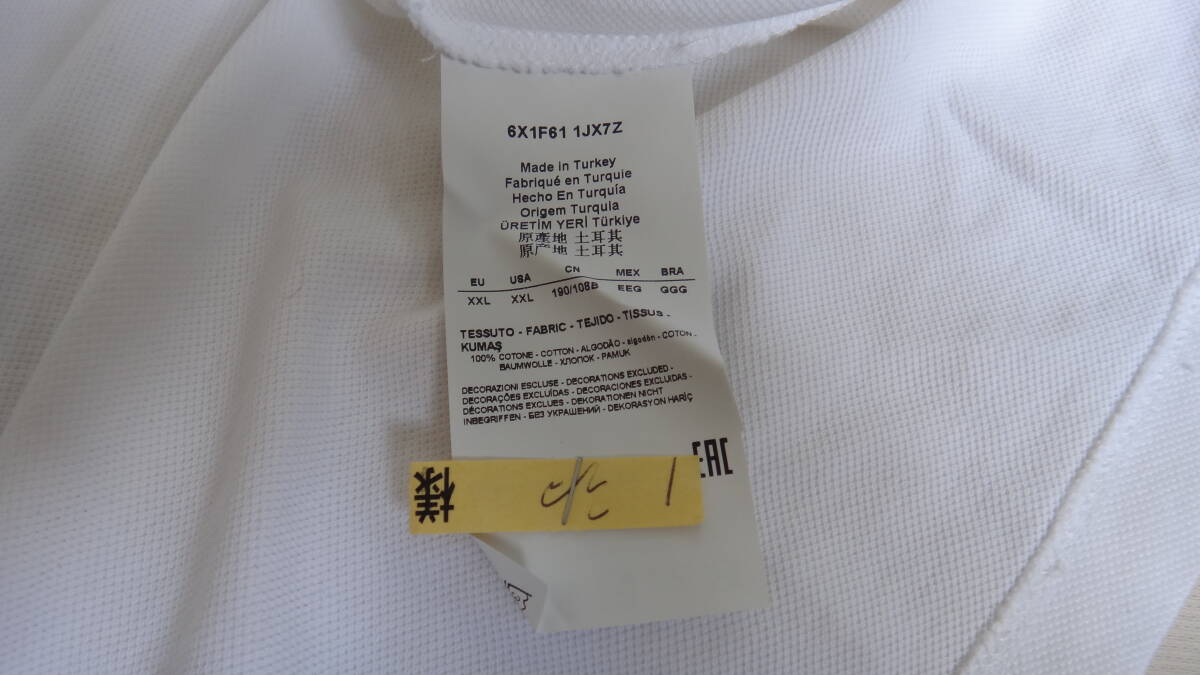 6X1F61 1JX7Z
Made in Turkey
Fabriqué en Turquie
Hecho En Turquía
Origem Turquia
ÜRETİM YERİ Türkiye
原產地 土耳其
原产地 土耳其
EU USA CN MEX BRA
XXL XXL 190/108B EEG GGG
TESSUTO - FABRIC - TEJIDO - TISSUS -
KUMAŞ
100% COTONE - COTTON - ALGODÃO - algodón - COTON -
BAUMWOLLE - ХЛОПОК - PAMUK
DECORAZIONI ESCLUSE - DECORATIONS EXCLUDED -
DECORAÇÕES EXCLUÍDAS - DECORACIONES EXCLUIDAS -
DÉCORATIONS EXCLUES - DEKORATIONEN NICHT
INBEGRIFFEN - БЕЗ УКРАШЕНИЙ - DEKORASYON HARİÇ
EAC
様